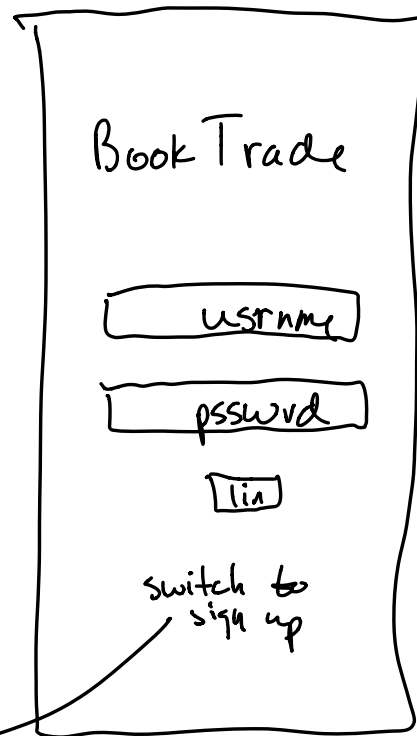 Book Trade
usrnme
psswrd
lin
switch to
sign up